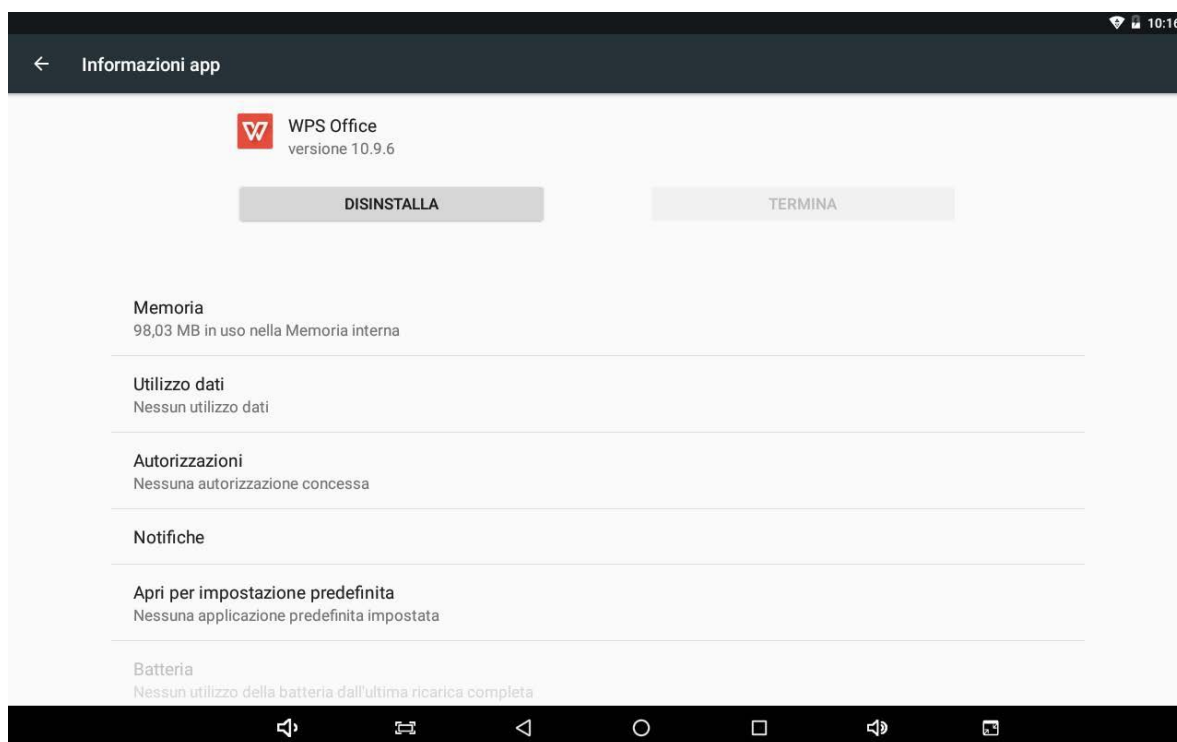 10:16
Informazioni app
WPS Office
versione 10.9.6
DISINSTALLA
TERMINA
Memoria
98,03 MB in uso nella Memoria interna
Utilizzo dati
Nessun utilizzo dati
Autorizzazioni
Nessuna autorizzazione concessa
Notifiche
Apri per impostazione predefinita
Nessuna applicazione predefinita impostata
Batteria
Nessun utilizzo della batteria dall'ultima ricarica completa